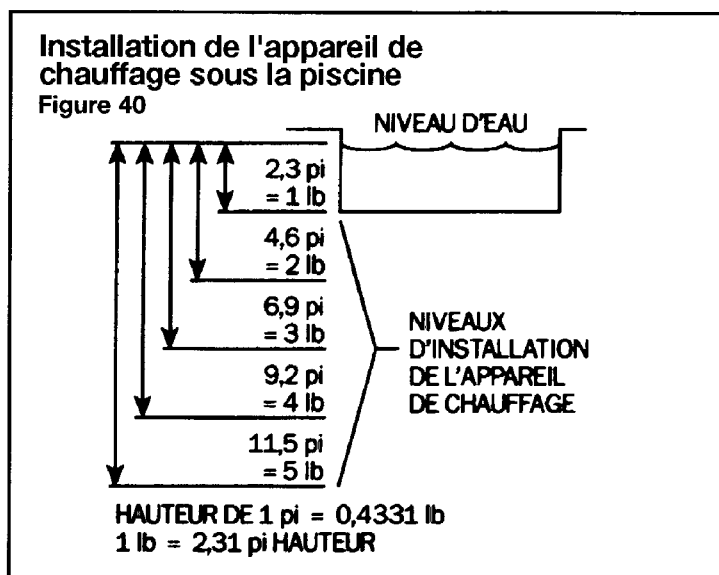 Installation de l'appareil de
chauffage sous la piscine
Figure 40
NIVEAU D'EAU
2,3 pi
= 1 lb
4,6 pi
= 2 lb
6,9 pi
= 3 lb
9,2 pi
= 4 lb
11,5 pi
= 5 lb
NIVEAUX
D'INSTALLATION
DE L'APPAREIL
DE CHAUFFAGE
HAUTEUR DE 1 pi = 0,4331 lb
1 lb = 2,31 pi HAUTEUR